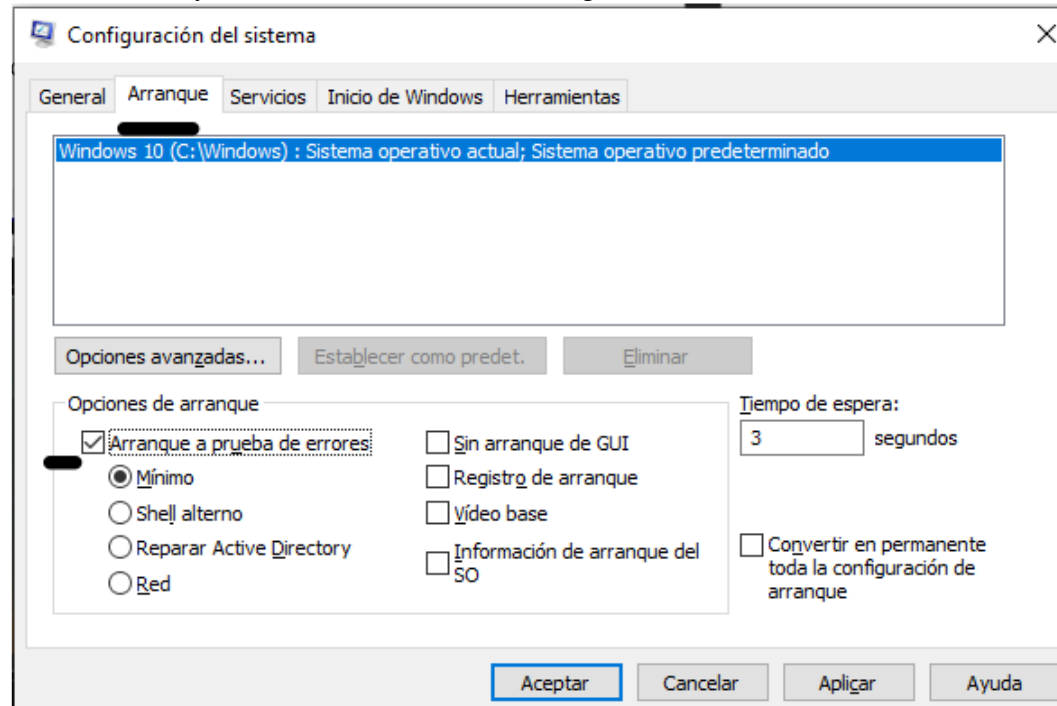 Configuración del sistema
General Arranque Servicios Inicio de Windows Herramientas
Windows 10 (C:\Windows) : Sistema operativo actual; Sistema operativo predeterminado
Opciones avanzadas... Establecer como predet. Eliminar
Opciones de arranque
Tiempo de espera:
Arranque a prueba de errores
Sin arranque de GUI
3 segundos
Mínimo
Registro de arranque
Shell alterno
Vídeo base
Reparar Active Directory
Información de arranque del
SO
Red
Convertir en permanente
toda la configuración de
arranque
Aceptar Cancelar Aplicar Ayuda